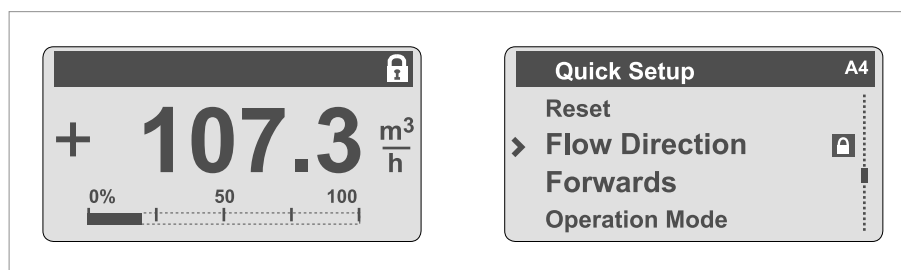 + 107.3 m³/h
0% 50 100
Quick Setup A4
Reset
Flow Direction
Forwards
Operation Mode